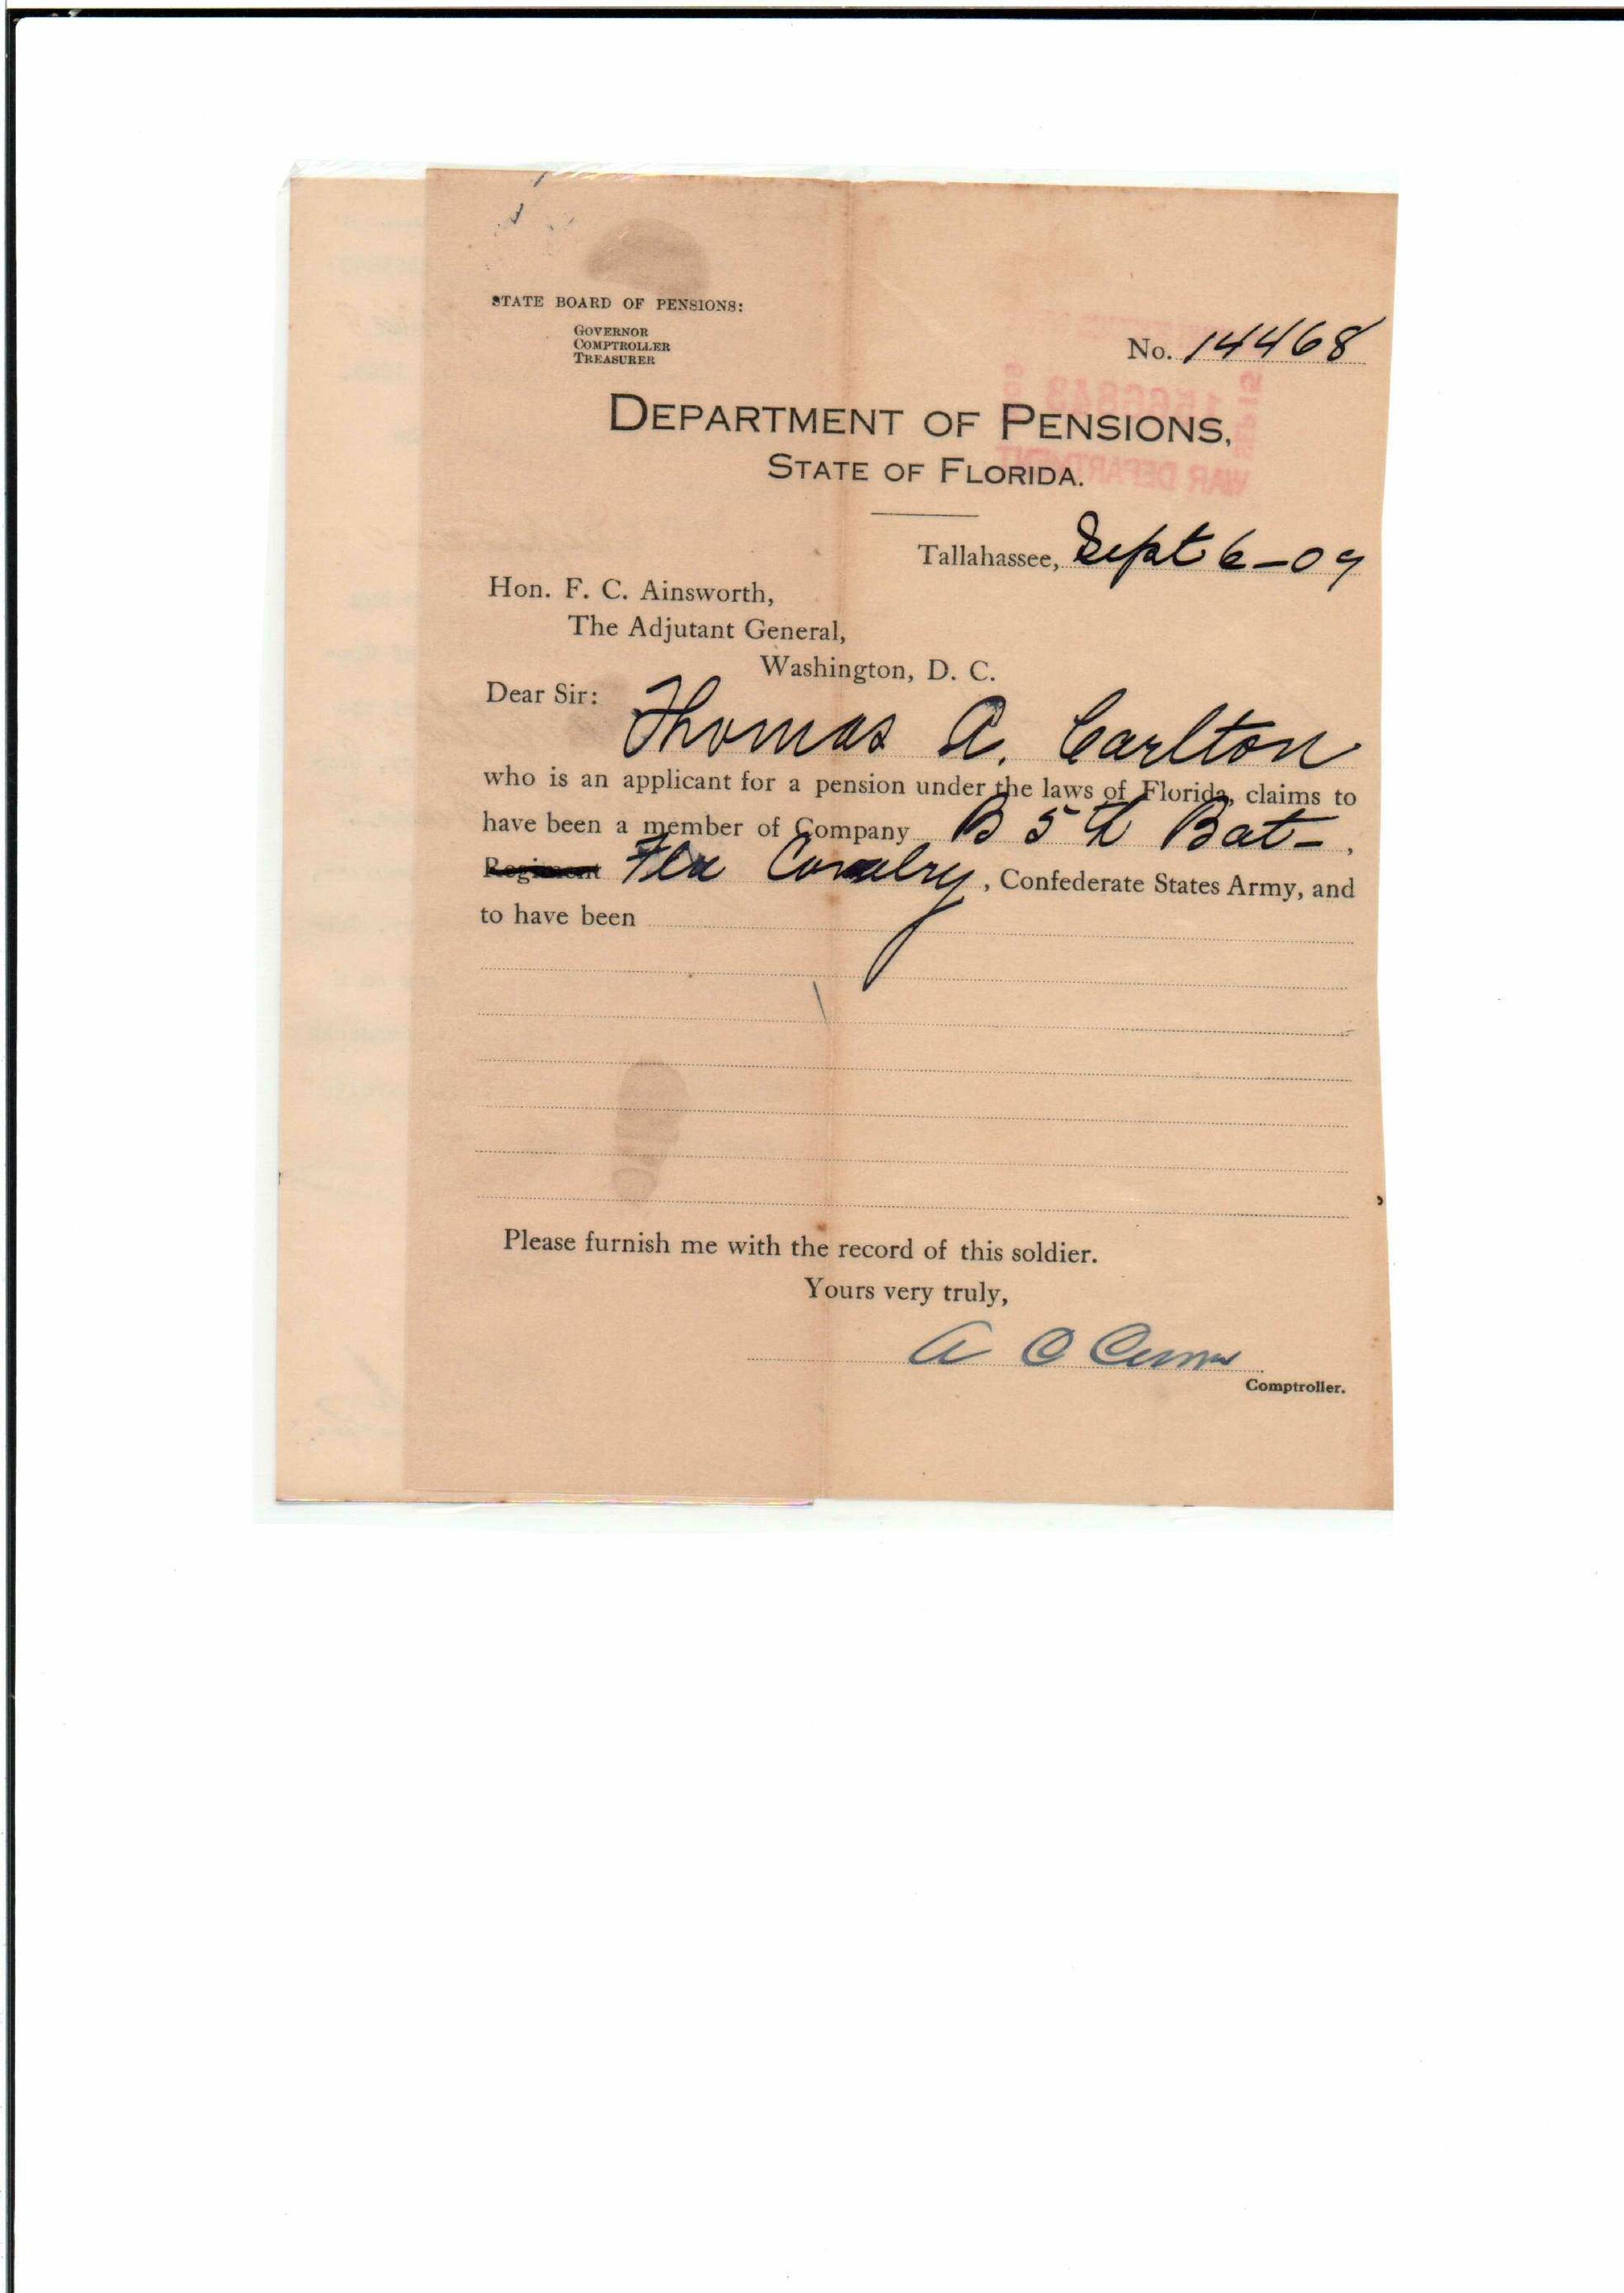 STATE BOARD OF PENSIONS:
GOVERNOR
COMPTROLLER
TREASURER
No. 14468
DEPARTMENT OF PENSIONS,
STATE OF FLORIDA.
WAR DEPARTMENT
Tallahassee, Sept 6-09
Hon. F. C. Ainsworth,
The Adjutant General,
Washington, D. C.
Dear Sir:
Thomas A. Carlton
who is an applicant for a pension under the laws of Florida, claims to
have been a member of Company B 5th Bat-,
Regiment Fla Cavalry, Confederate States Army, and
to have been
Please furnish me with the record of this soldier.
Yours very truly,
A C
Comptroller.